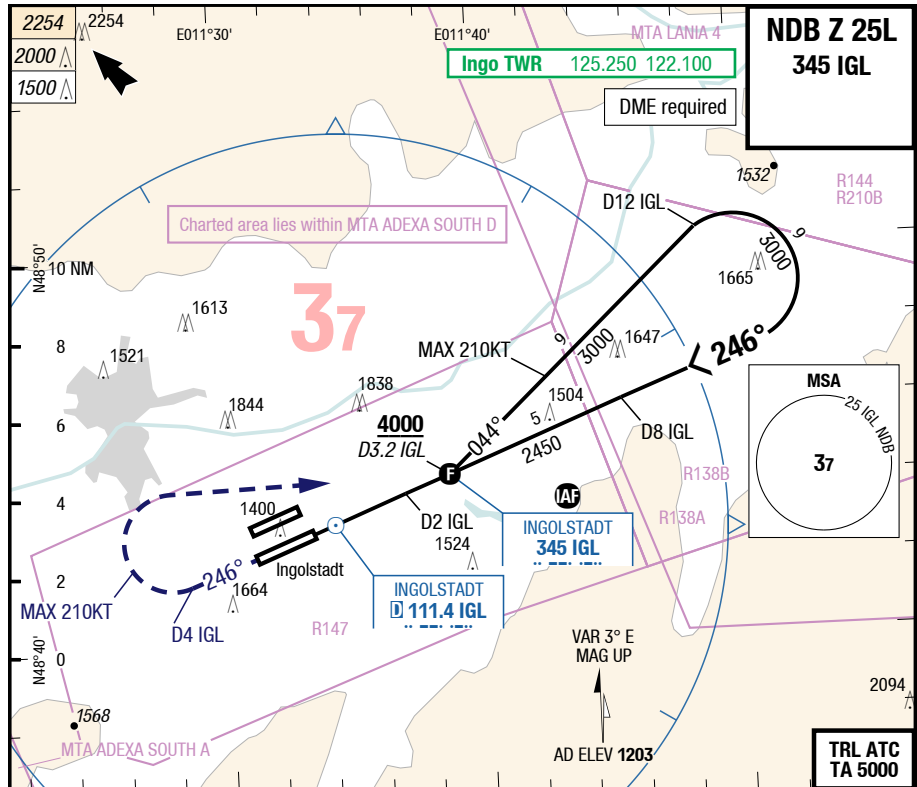 2254
2254
2000
1500
E011°30'
E011°40'
MTA LANIA 4
NDB Z 25L
345 IGL
Ingo TWR 125.250 122.100
DME required
1532
R144
R210B
D12 IGL
Charted area lies within MTA ADEXA SOUTH D
9
3000
N48°50'
10 NM
1665
1613
37
9
3000
1647
MAX 210KT
246°
8
1521
1838
1504
5
MSA
25 IGL NDB
37
6
1844
4000
D3.2 IGL
044°
D8 IGL
2450
F
R138B
IAF
4
1400
D2 IGL
R138A
INGOLSTADT
345 IGL
1524
Ingolstadt
246°
2
1664
INGOLSTADT
D 111.4 IGL
MAX 210KT
D4 IGL
R147
VAR 3° E
MAG UP
N48°40'
0
2094
1568
MTA ADEXA SOUTH A
AD ELEV 1203
TRL ATC
TA 5000